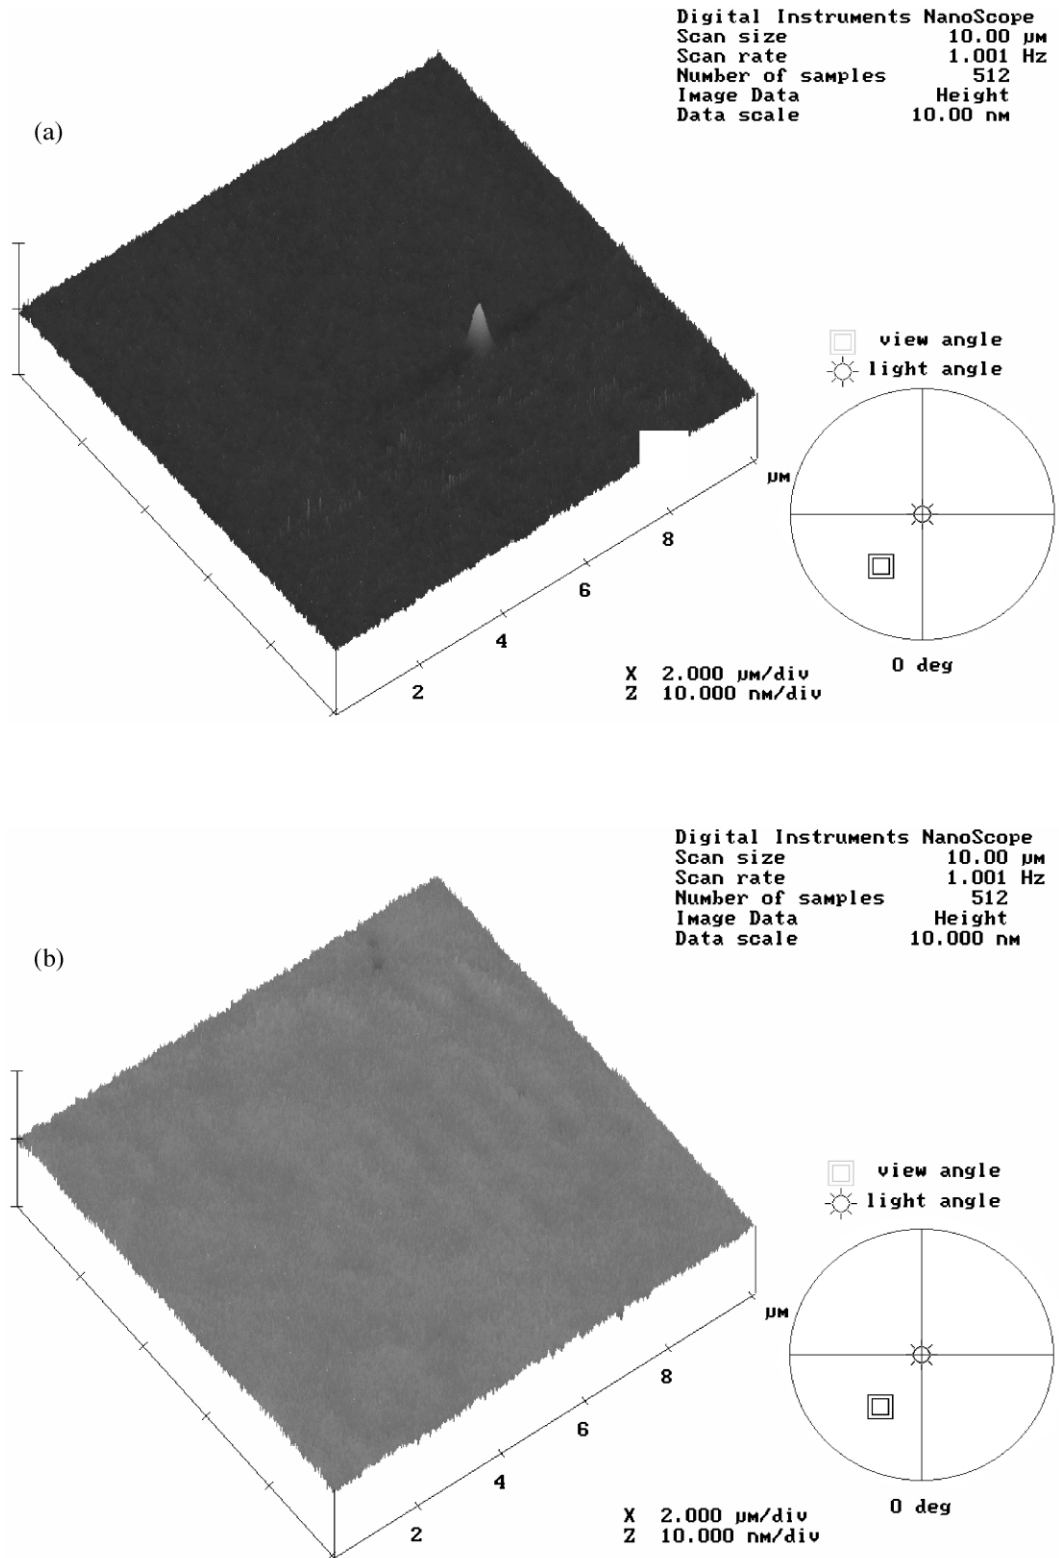 Digital Instruments NanoScope
Scan size 10.00 µm
Scan rate 1.001 Hz
Number of samples 512
Image Data Height
Data scale 10.00 nm
(a)
view angle
light angle
µm
8
6
4
2
0 deg
X 2.000 µm/div
Z 10.000 nm/div
Digital Instruments NanoScope
Scan size 10.00 µm
Scan rate 1.001 Hz
Number of samples 512
Image Data Height
Data scale 10.000 nm
(b)
view angle
light angle
µm
8
6
4
2
0 deg
X 2.000 µm/div
Z 10.000 nm/div